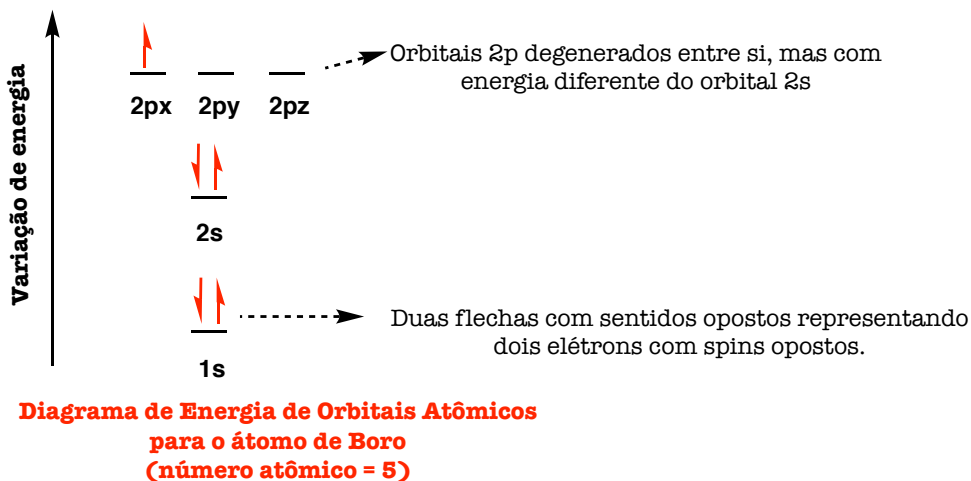 Variação de energia
Orbitais 2p degenerados entre si, mas com
energia diferente do orbital 2s
2px 2py 2pz
2s
Duas flechas com sentidos opostos representando
dois elétrons com spins opostos.
1s
Diagrama de Energia de Orbitais Atômicos
para o átomo de Boro
(número atômico = 5)